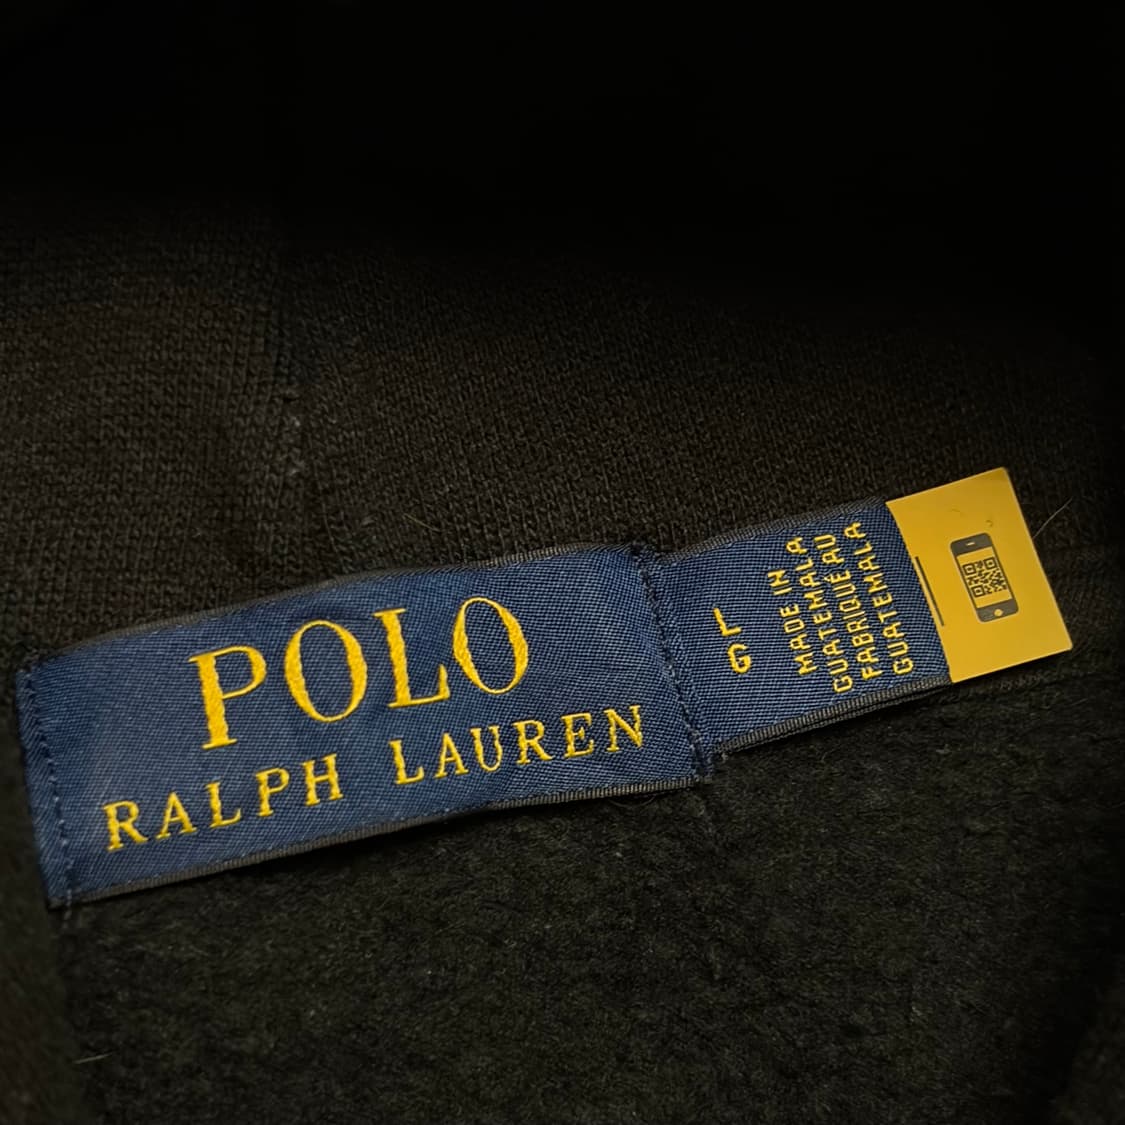 POLO
RALPH LAUREN
G L
MADE IN
GUATEMALA
FABRIQUÉ AU
GUATEMALA